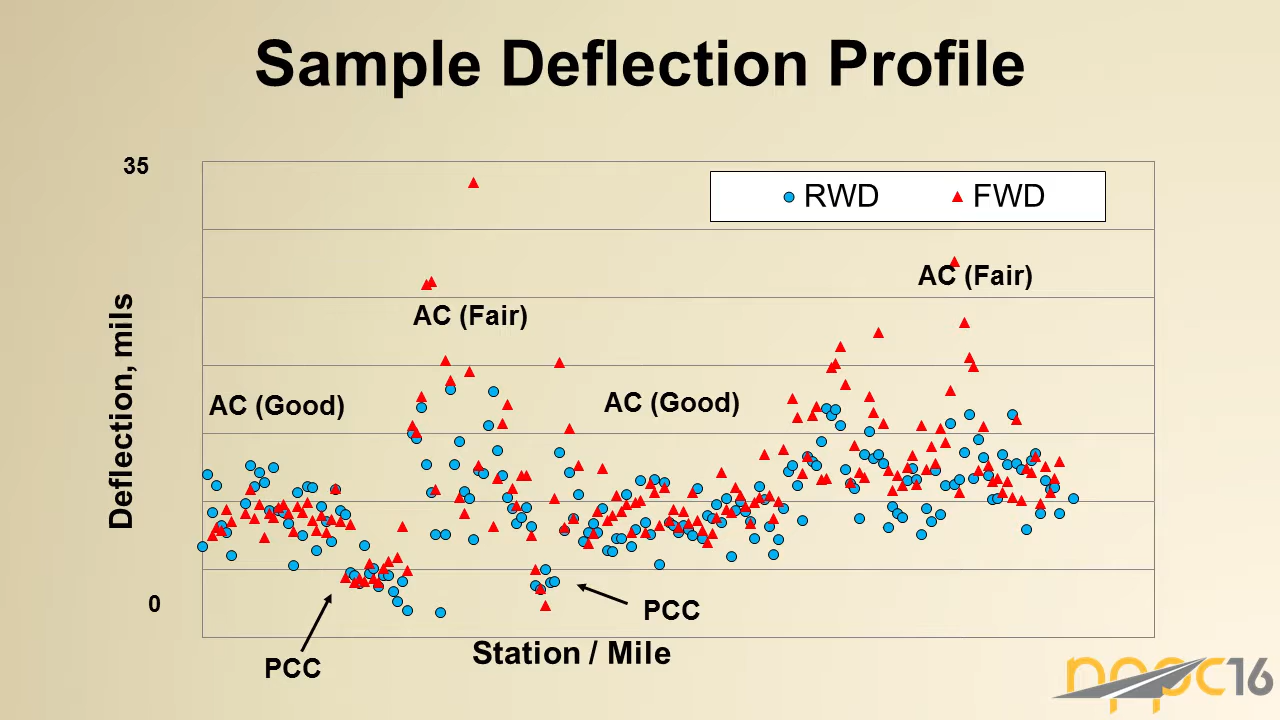 Sample Deflection Profile
35
RWD
FWD
AC (Fair)
AC (Fair)
Deflection, mils
AC (Good)
AC (Good)
0
PCC
PCC
Station / Mile
nppc16